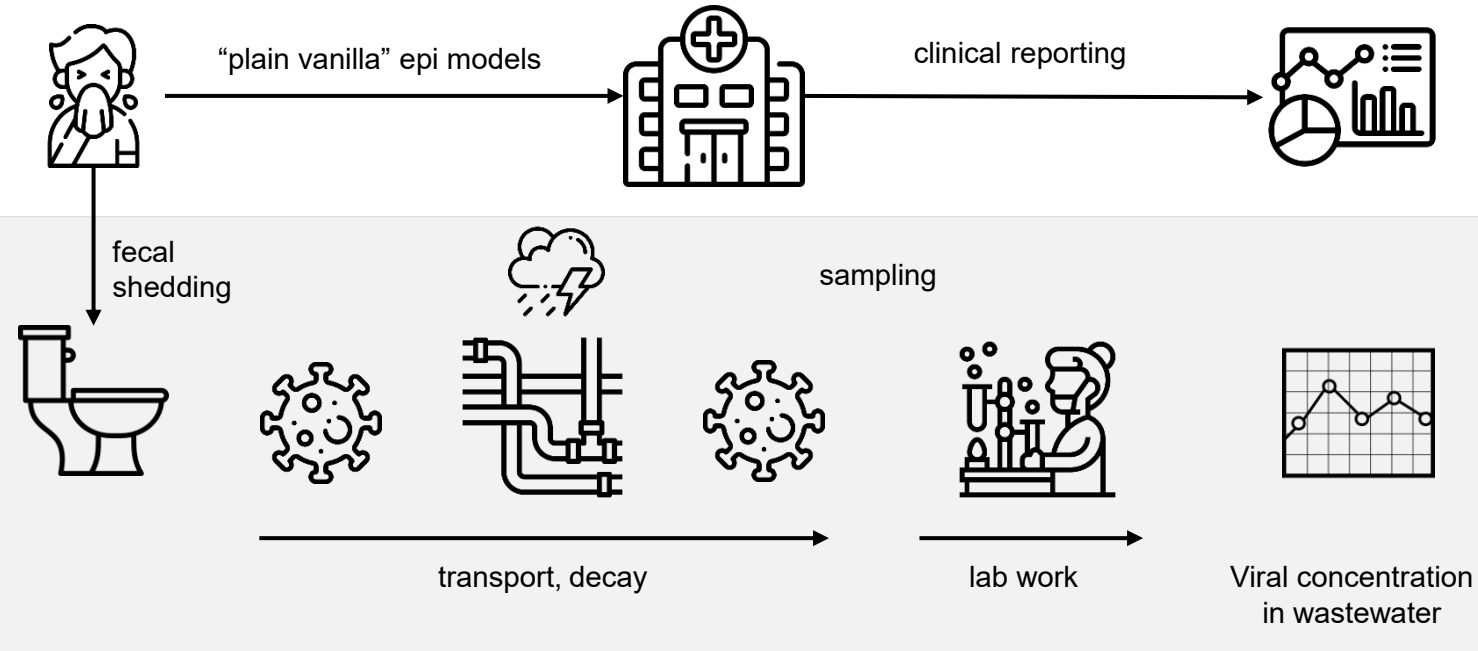 “plain vanilla” epi models
clinical reporting
fecal
shedding
sampling
transport, decay
lab work
Viral concentration
in wastewater